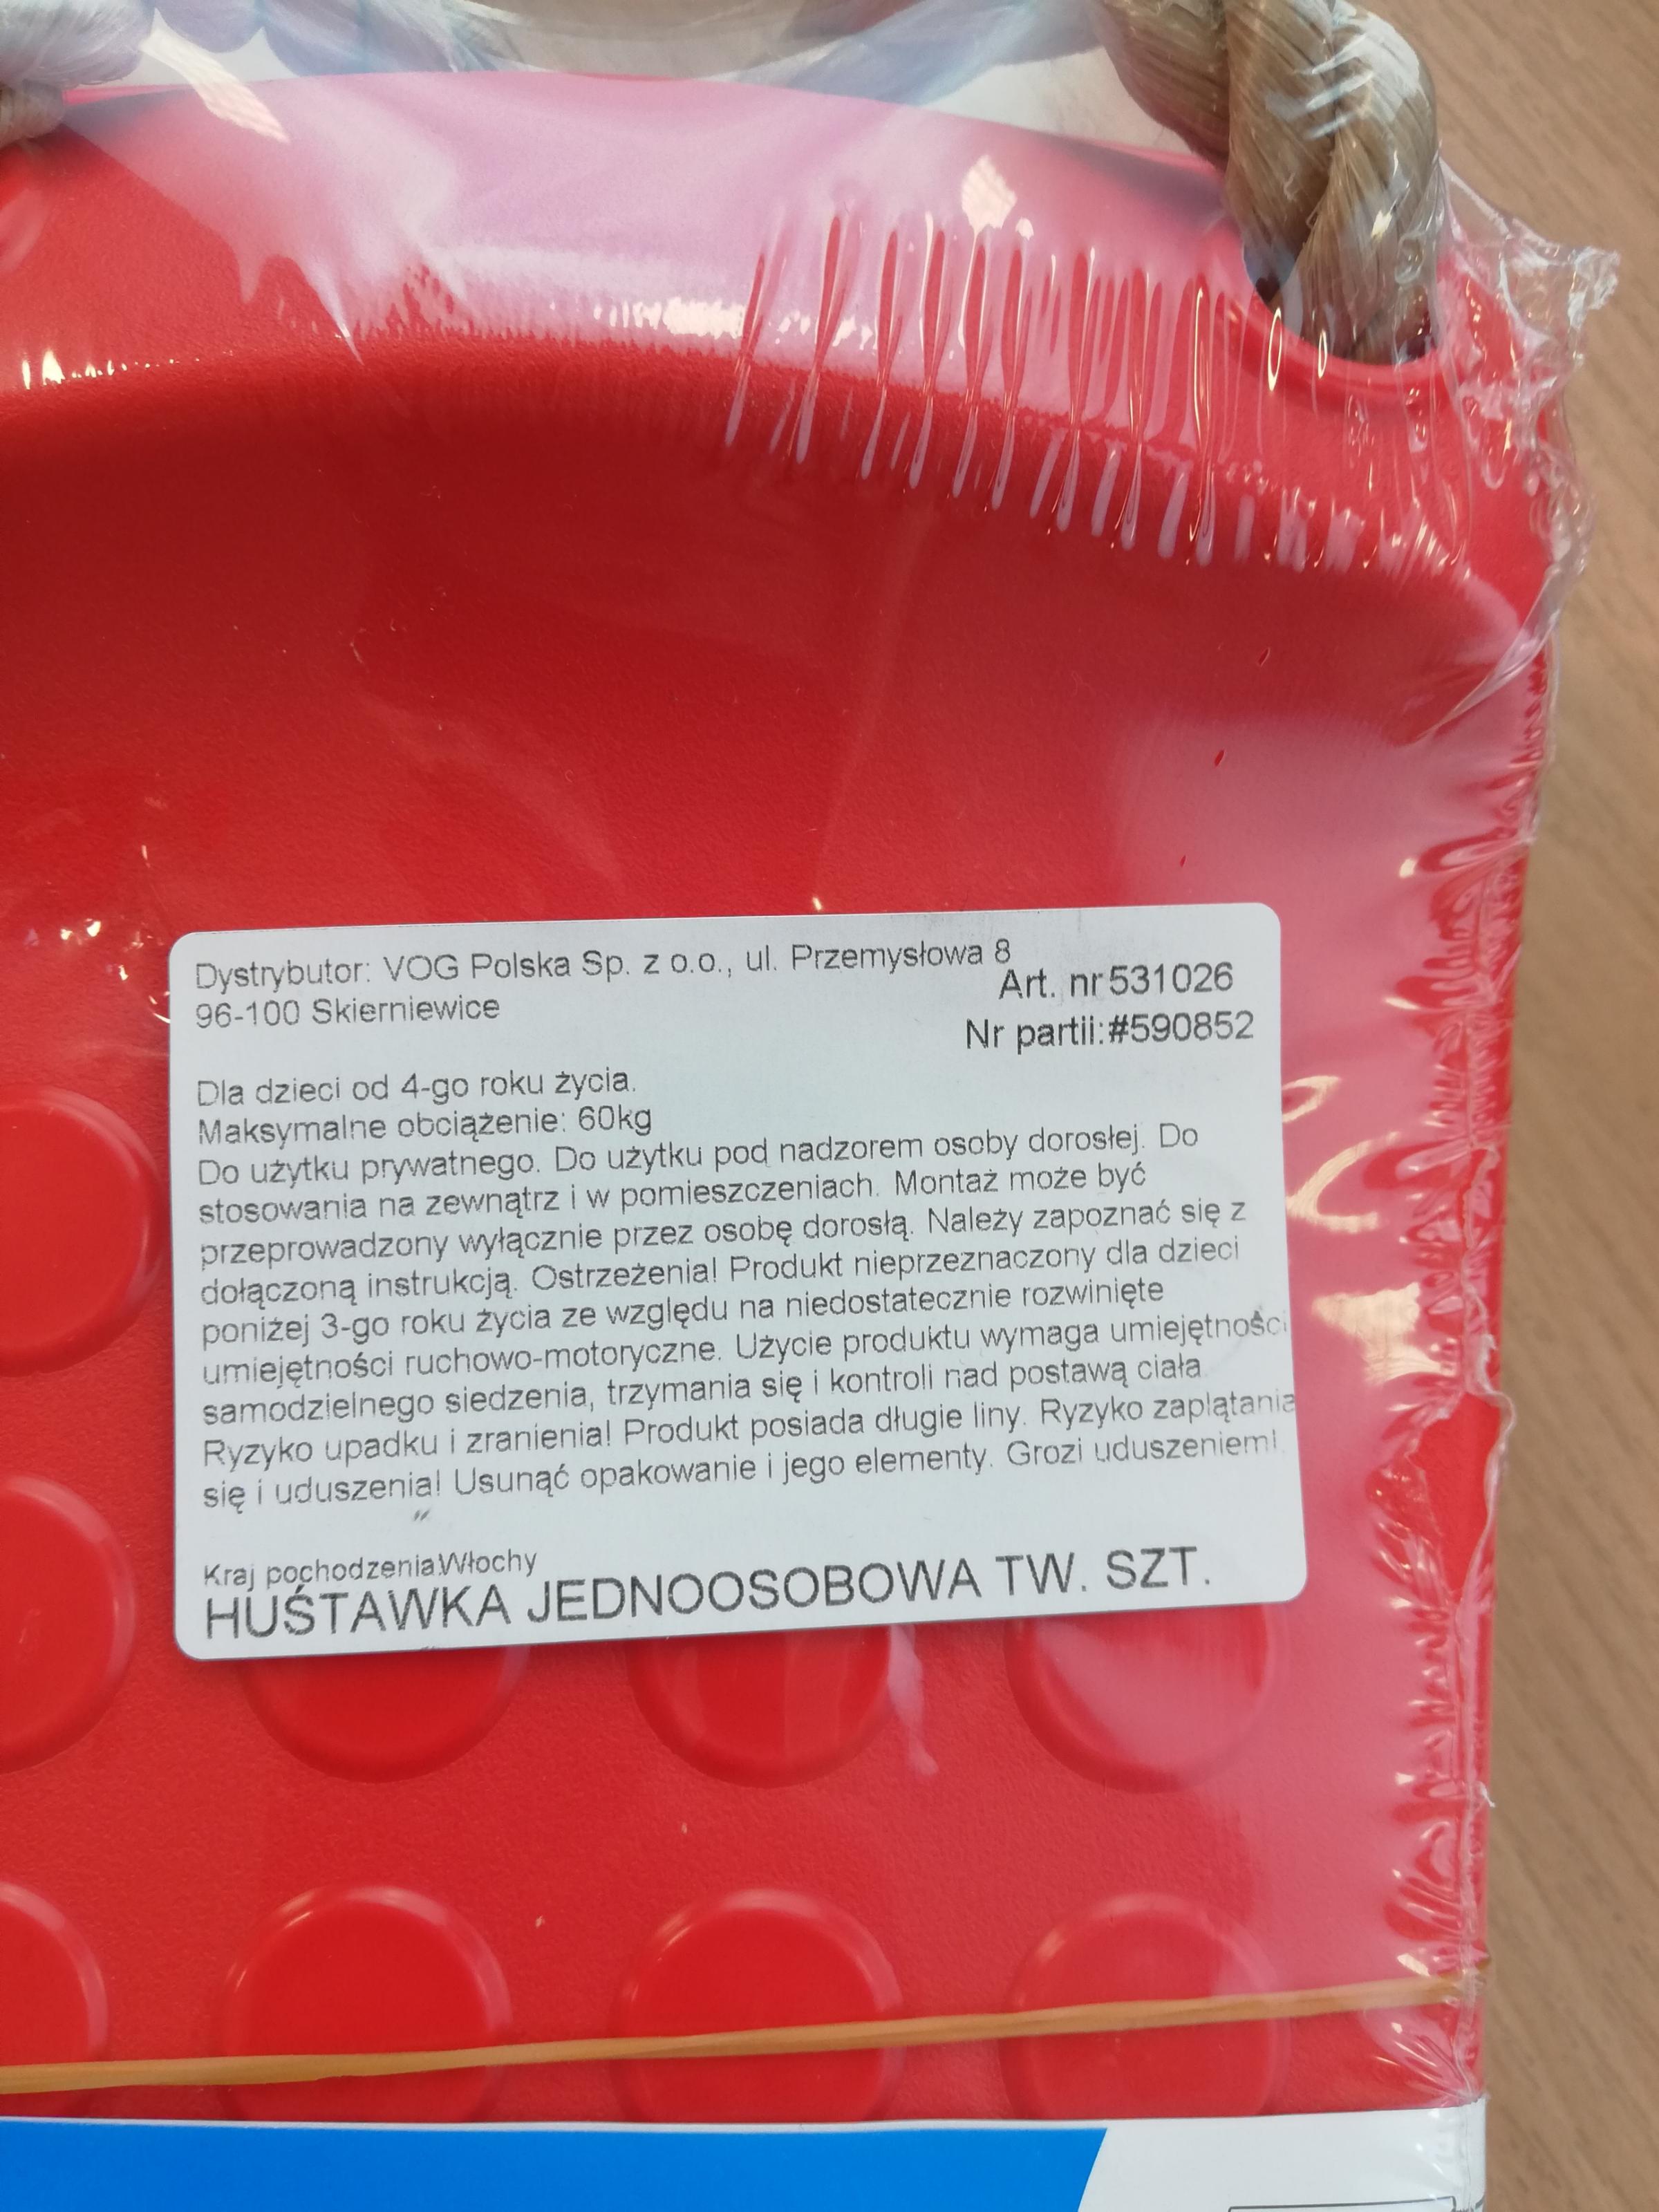 Dystrybutor: VOG Polska Sp. z o.o., ul. Przemysłowa 8
96-100 Skierniewice
Art. nr 531026
Nr partii:#590852
Dla dzieci od 4-go roku życia.
Maksymalne obciążenie: 60kg
Do użytku prywatnego. Do użytku pod nadzorem osoby dorosłej. Do
stosowania na zewnątrz i w pomieszczeniach. Montaż może być
przeprowadzony wyłącznie przez osobę dorosłą. Należy zapoznać się z
dołączoną instrukcją. Ostrzeżenia! Produkt nieprzeznaczony dla dzieci
poniżej 3-go roku życia ze względu na niedostatecznie rozwinięte
umiejętności ruchowo-motoryczne. Użycie produktu wymaga umiejętności
samodzielnego siedzenia, trzymania się i kontroli nad postawą ciała.
Ryzyko upadku i zranienia! Produkt posiada długie liny. Ryzyko zaplątania
się i uduszenia! Usunąć opakowanie i jego elementy. Grozi uduszeniem!
Kraj pochodzenia:Włochy
HUŚTAWKA JEDNOOSOBOWA TW. SZT.